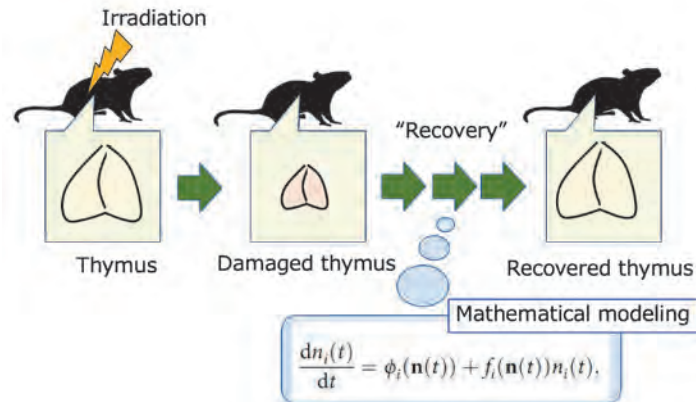 Irradiation
"Recovery"
Thymus
Damaged thymus
Recovered thymus
Mathematical modeling
dn_i(t)/dt = ϕ_i(𝐧(t)) + f_i(𝐧(t))n_i(t),